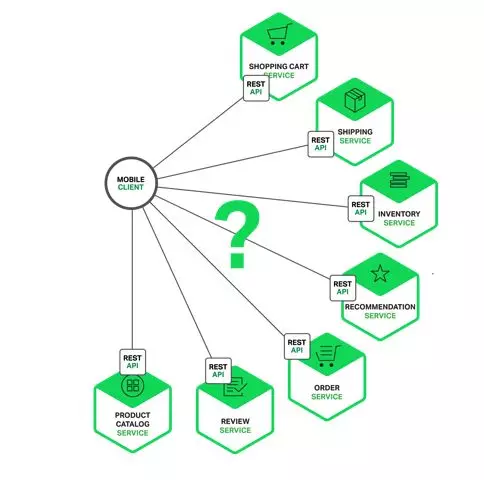 SHOPPING CART
SERVICE
REST
API
SHIPPING
SERVICE
REST
API
MOBILE
CLIENT
INVENTORY
SERVICE
REST
API
?
RECOMMENDATION
SERVICE
REST
API
ORDER
SERVICE
REST
API
REVIEW
SERVICE
REST
API
PRODUCT
CATALOG
SERVICE
REST
API